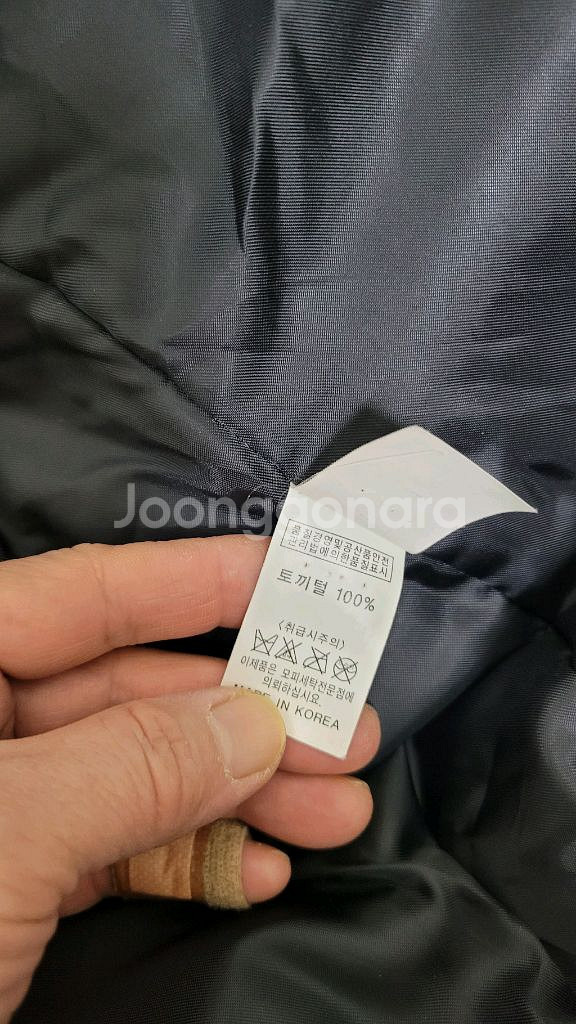 Joonggonara
품질경영및공산품안전
관리법에의한품질표시
토끼털 100%
<취급시주의>
이제품은 모피세탁전문점에
의뢰하십시요.
MADE IN KOREA